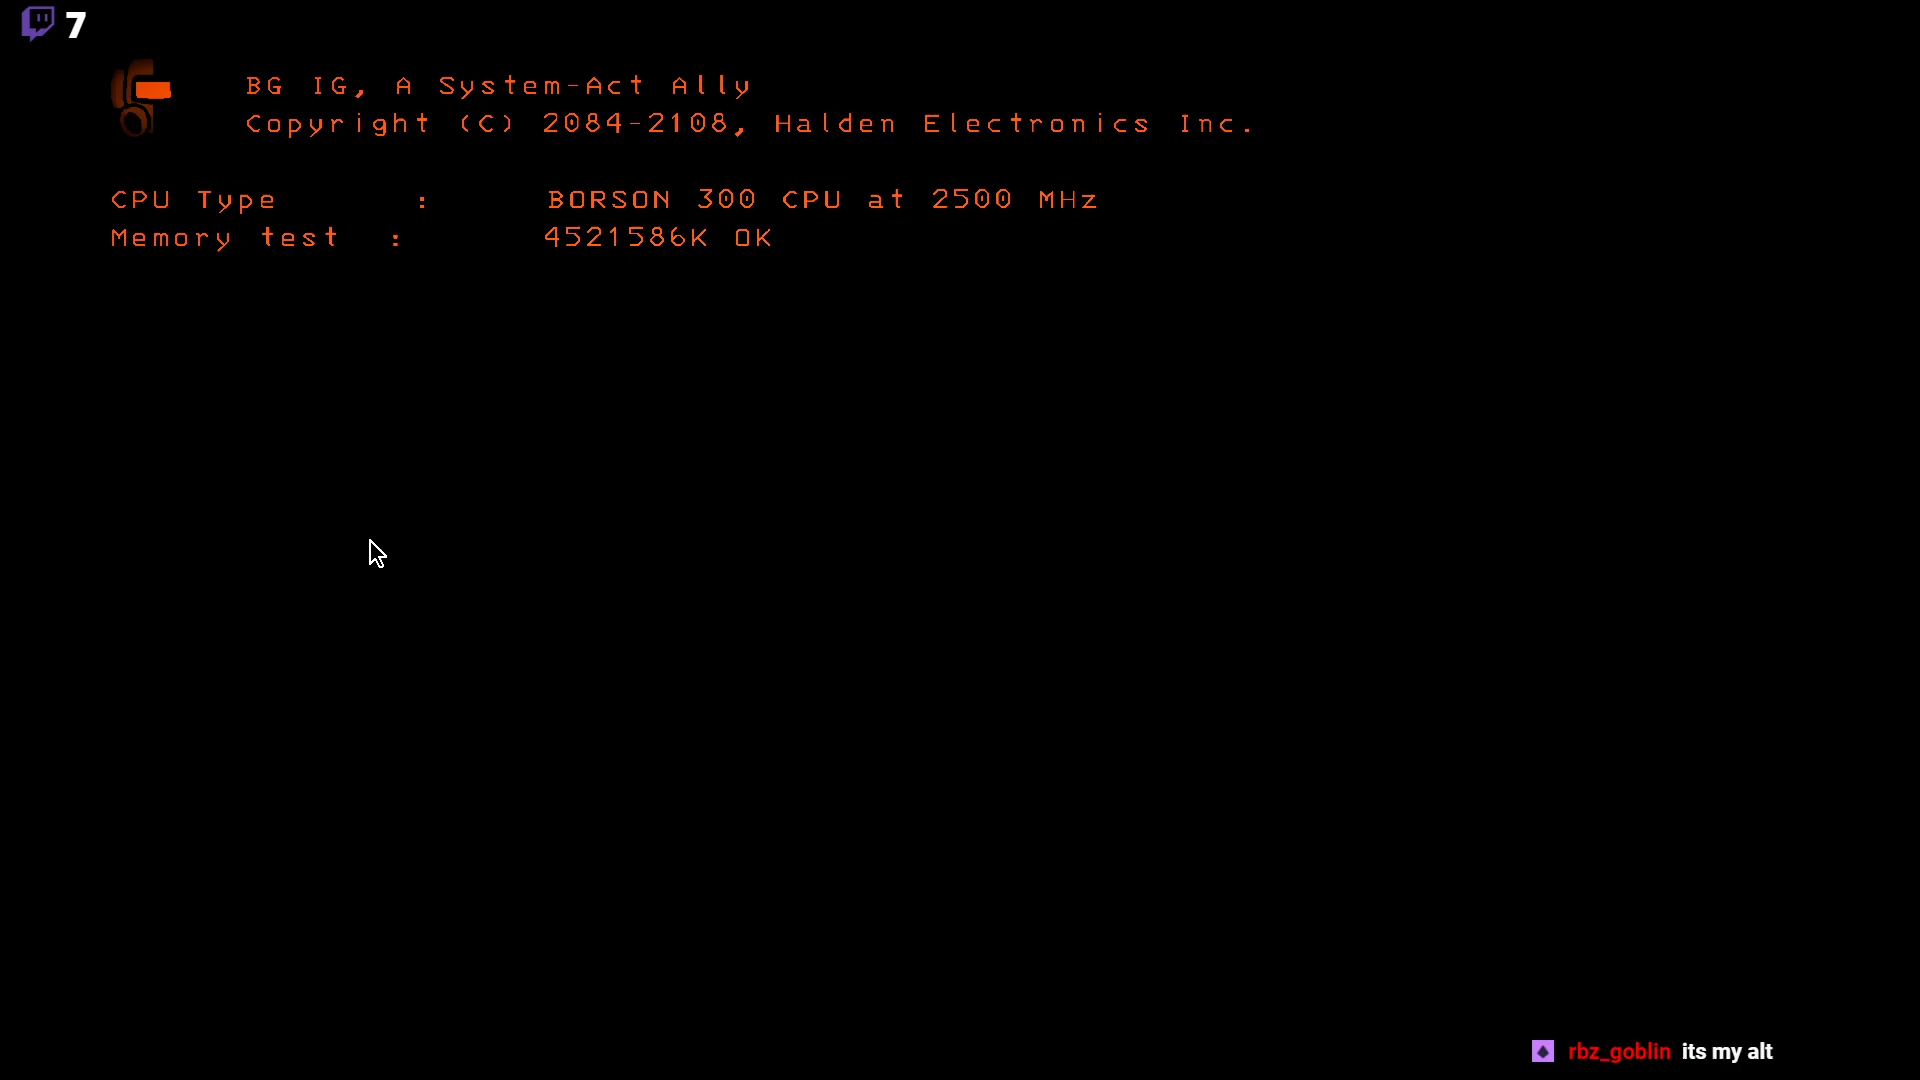 7
BG IG, A System-Act Ally
Copyright (C) 2084-2108, Halden Electronics Inc.
CPU Type : BORSON 300 CPU at 2500 MHz
Memory test : 4521586K OK
rbz_goblin its my alt